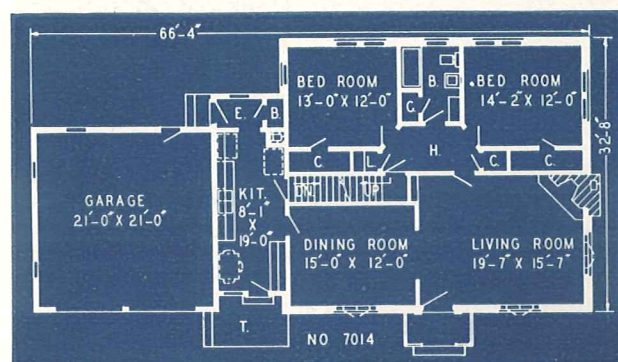 66'-4"
BED ROOM
13'-0" X 12'-0"
B.
C.
BED ROOM
14'-2" X 12'-0"
32'-8"
E.
B.
C.
L.
H.
C.
C.
GARAGE
21'-0" X 21'-0"
KIT.
8'-1"
X
19'-0"
DN.
UP
DINING ROOM
15'-0" X 12'-0"
LIVING ROOM
19'-7" X 15'-7"
T.
NO 7014